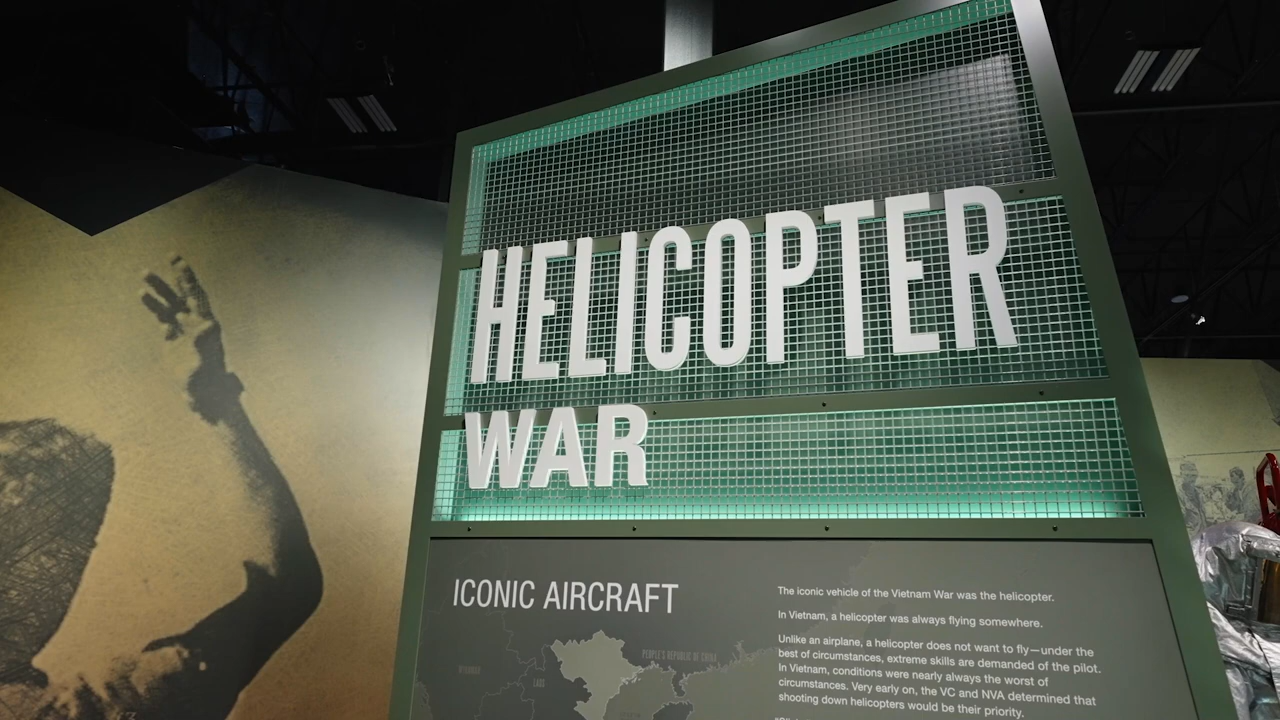 HELICOPTER
WAR
ICONIC AIRCRAFT
The iconic vehicle of the Vietnam War was the helicopter.
In Vietnam, a helicopter was always flying somewhere.
Unlike an airplane, a helicopter does not want to fly—under the
best of circumstances, extreme skills are demanded of the pilot.
In Vietnam, conditions were nearly always the worst of
circumstances. Very early on, the VC and NVA determined that
shooting down helicopters would be their priority.
PEOPLE'S REPUBLIC OF CHINA
MYANMAR
LAOS